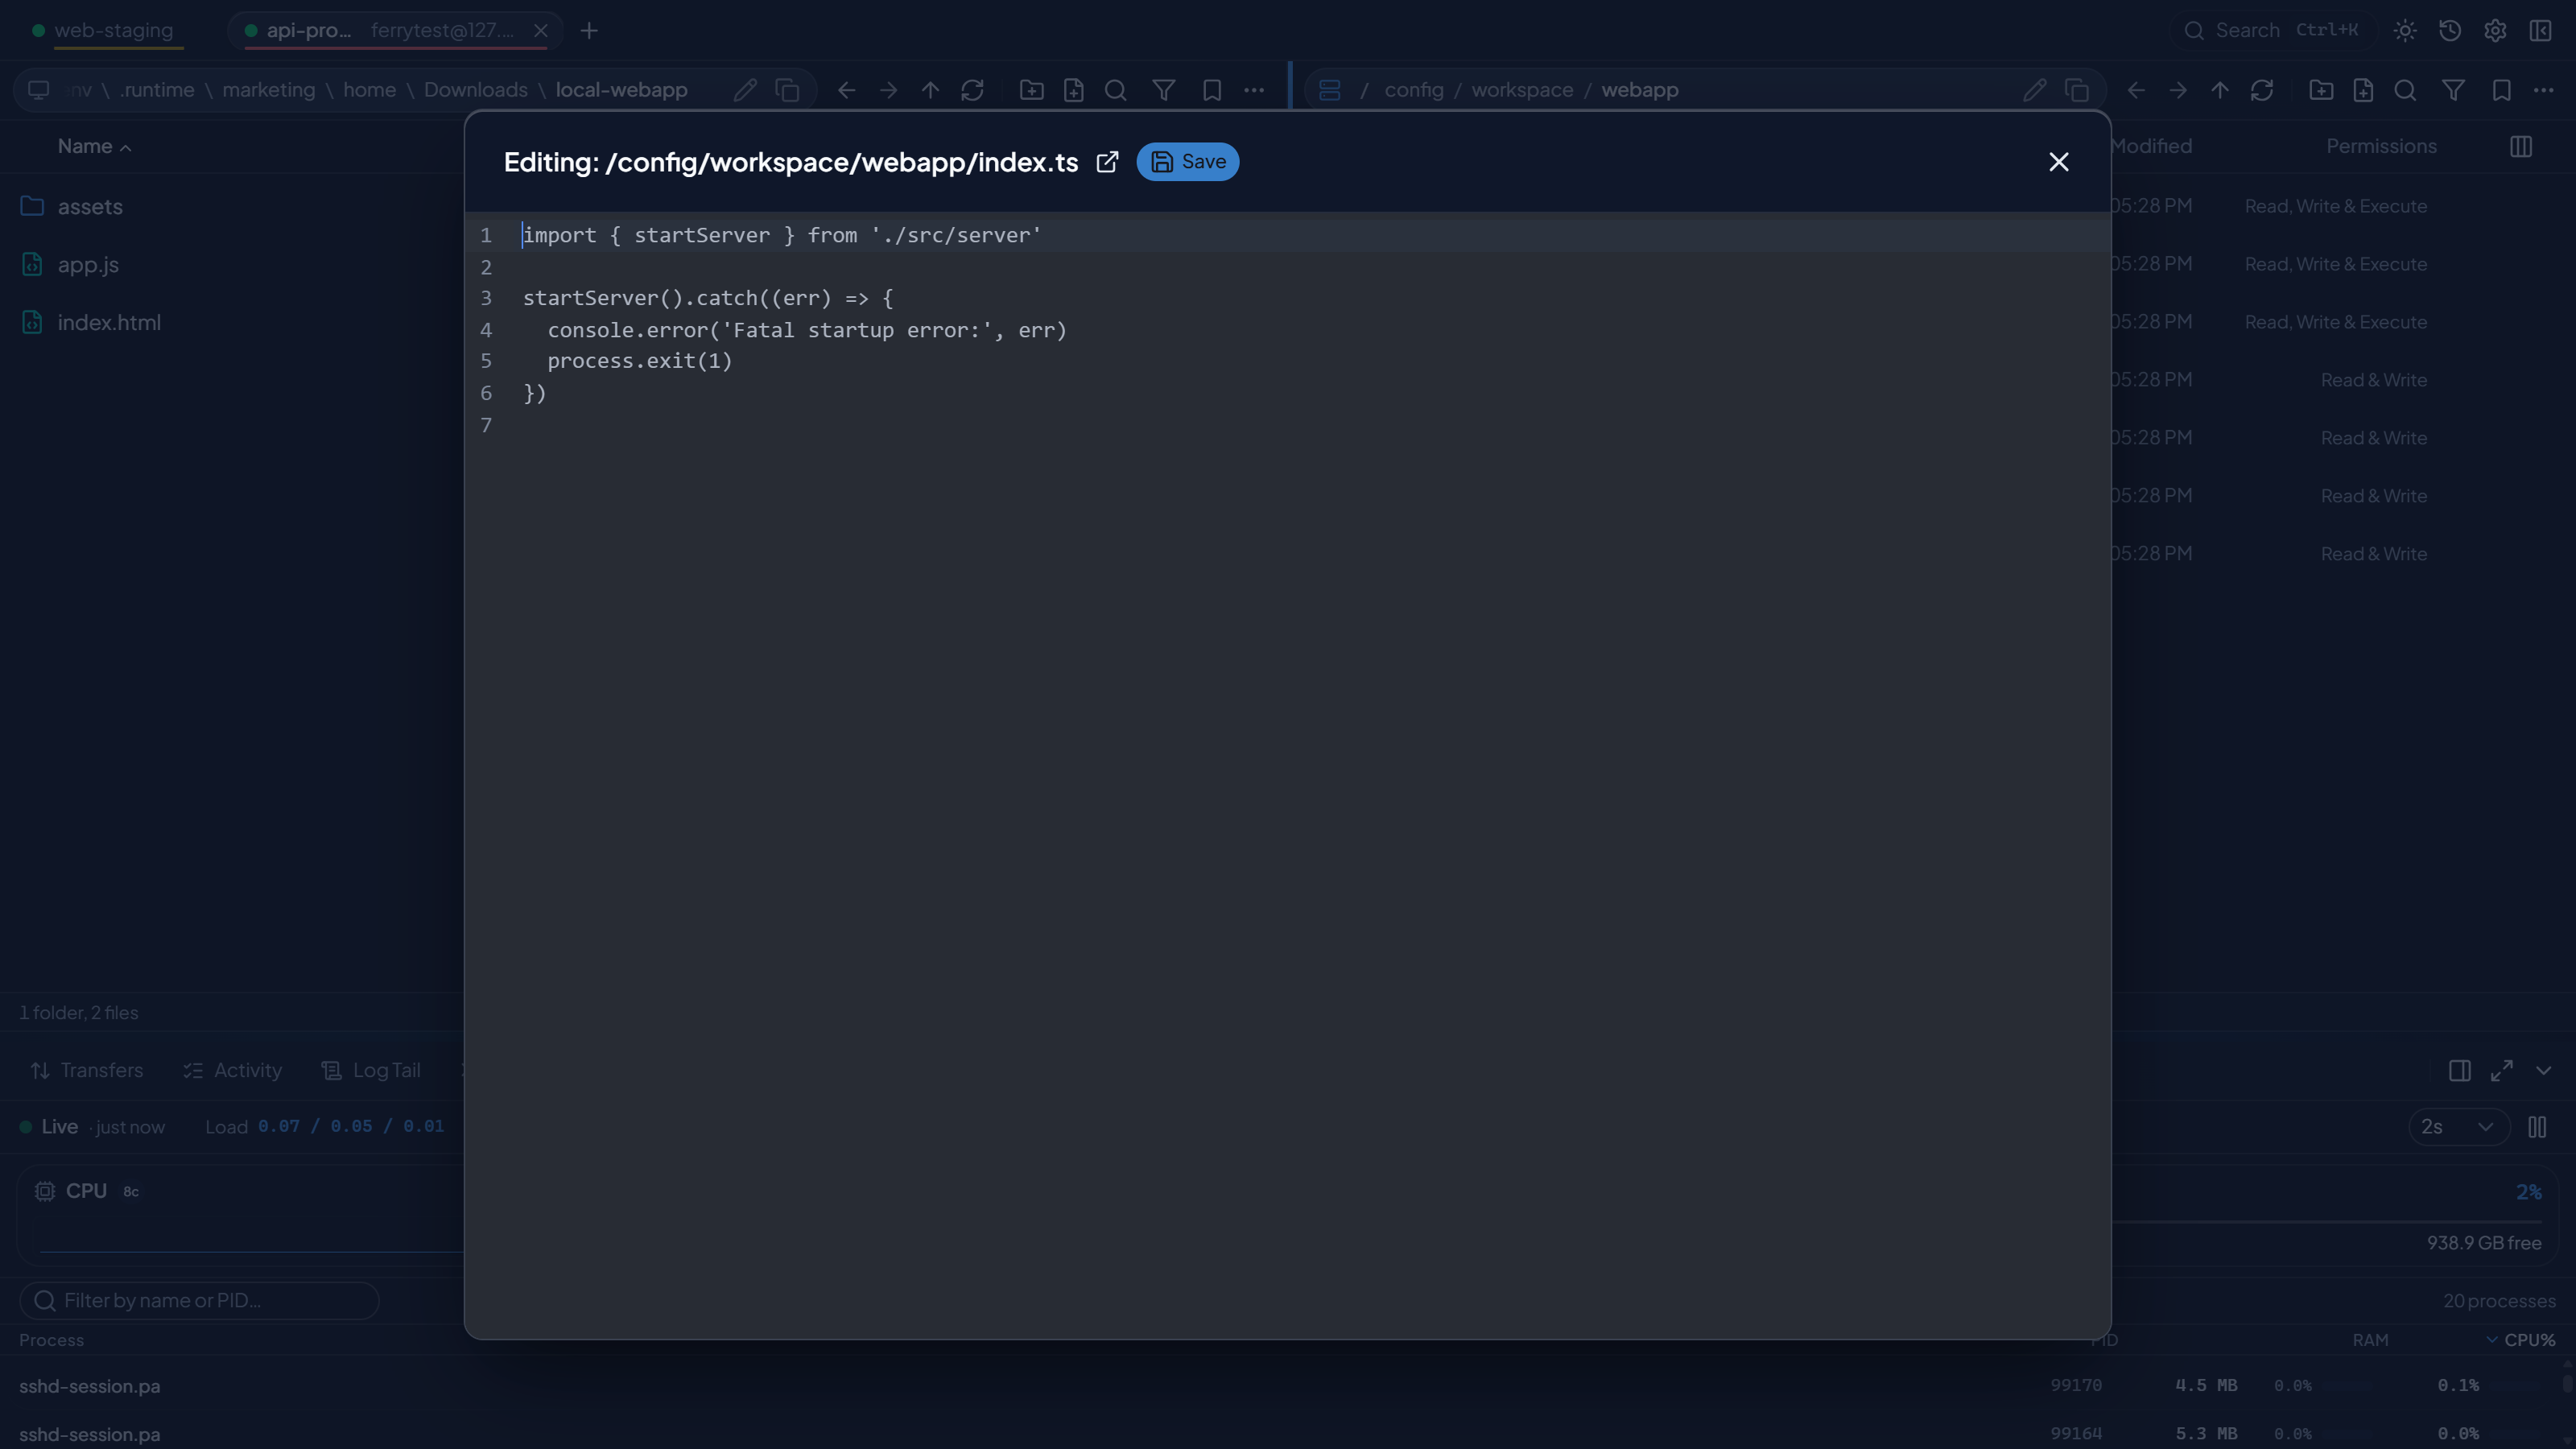 web-staging
api-pro... ferrytest@127....
Search Ctrl+K
\ .runtime \ marketing \ home \ Downloads \ local-webapp
/ config / workspace / webapp
Name
Modified Permissions
Editing: /config/workspace/webapp/index.ts Save
assets
app.js
index.html
05:28 PM Read, Write & Execute
05:28 PM Read, Write & Execute
05:28 PM Read, Write & Execute
05:28 PM Read & Write
05:28 PM Read & Write
05:28 PM Read & Write
05:28 PM Read & Write
1 import { startServer } from './src/server'
2
3 startServer().catch((err) => {
4 console.error('Fatal startup error:', err)
5 process.exit(1)
6 })
7
1 folder, 2 files
Transfers Activity Log Tail
Live · just now Load 0.07 / 0.05 / 0.01
2s
CPU 8c
2%
938.9 GB free
Filter by name or PID...
20 processes
Process PID RAM CPU%
sshd-session.pa 99170 4.5 MB 0.0% 0.1%
sshd-session.pa 99164 5.3 MB 0.0% 0.0%